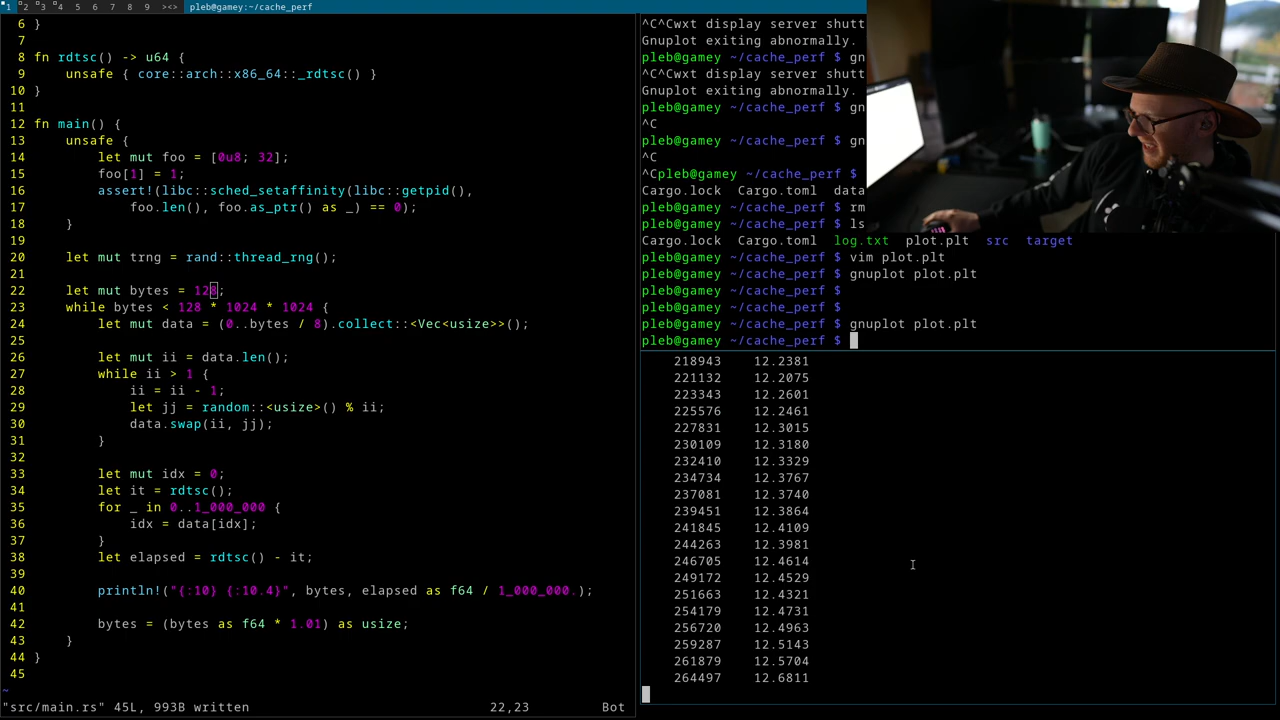 1 2 3 4 5 6 7 8 9 ><> pleb@gamey:~/cache_perf
6 }
7
8 fn rdtsc() -> u64 {
9     unsafe { core::arch::x86_64::_rdtsc() }
10 }
11
12 fn main() {
13     unsafe {
14         let mut foo = [0u8; 32];
15         foo[1] = 1;
16         assert!(libc::sched_setaffinity(libc::getpid(),
17             foo.len(), foo.as_ptr() as _) == 0);
18     }
19
20     let mut trng = rand::thread_rng();
21
22     let mut bytes = 128;
23     while bytes < 128 * 1024 * 1024 {
24         let mut data = (0..bytes / 8).collect::<Vec<usize>>();
25
26         let mut ii = data.len();
27         while ii > 1 {
28             ii = ii - 1;
29             let jj = random::<usize>() % ii;
30             data.swap(ii, jj);
31         }
32
33         let mut idx = 0;
34         let it = rdtsc();
35         for _ in 0..1_000_000 {
36             idx = data[idx];
37         }
38         let elapsed = rdtsc() - it;
39
40         println!("{:10} {:10.4}", bytes, elapsed as f64 / 1_000_000.);
41
42         bytes = (bytes as f64 * 1.01) as usize;
43     }
44 }
45
~
"src/main.rs" 45L, 993B written 22,23 Bot
^C^Cwxt display server shutt
Gnuplot exiting abnormally.
pleb@gamey ~/cache_perf $ gn
^C^Cwxt display server shutt
Gnuplot exiting abnormally.
pleb@gamey ~/cache_perf $ gn
^C
pleb@gamey ~/cache_perf $ gn
^C
^Cpleb@gamey ~/cache_perf $
Cargo.lock Cargo.toml data
pleb@gamey ~/cache_perf $ rm
pleb@gamey ~/cache_perf $ ls
Cargo.lock Cargo.toml log.txt plot.plt src target
pleb@gamey ~/cache_perf $ vim plot.plt
pleb@gamey ~/cache_perf $ gnuplot plot.plt
pleb@gamey ~/cache_perf $
pleb@gamey ~/cache_perf $
pleb@gamey ~/cache_perf $ gnuplot plot.plt
pleb@gamey ~/cache_perf $
218943 12.2381
221132 12.2075
223343 12.2601
225576 12.2461
227831 12.3015
230109 12.3180
232410 12.3329
234734 12.3767
237081 12.3740
239451 12.3864
241845 12.4109
244263 12.3981
246705 12.4614
249172 12.4529
251663 12.4321
254179 12.4731
256720 12.4963
259287 12.5143
261879 12.5704
264497 12.6811